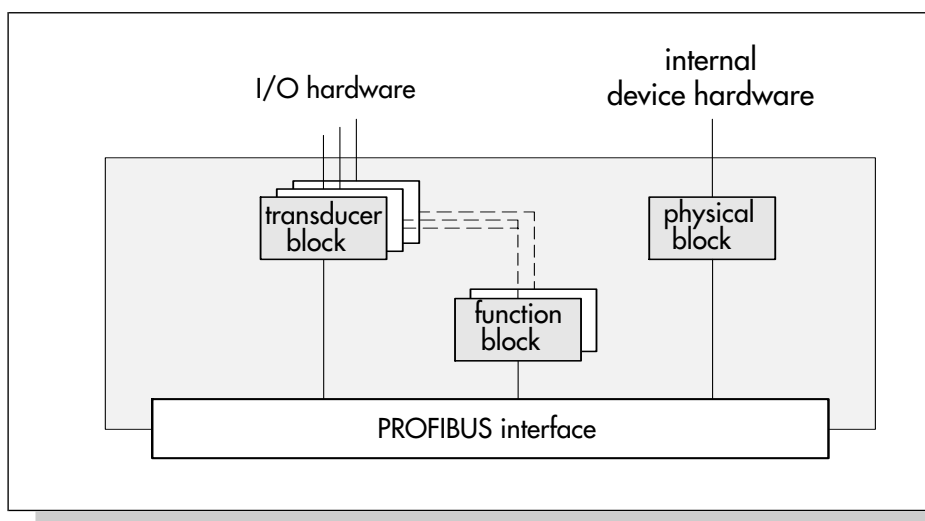 I/O hardware
internal
device hardware
transducer
block
physical
block
function
block
PROFIBUS interface